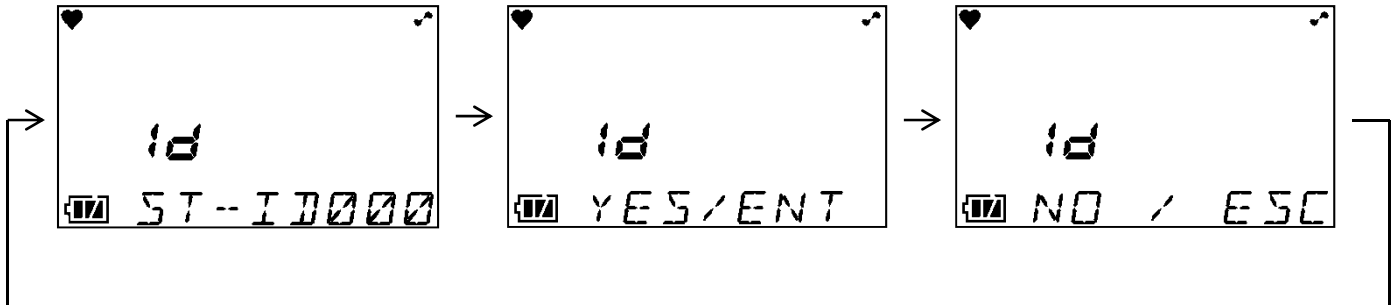 Id
ST-ID000
Id
YES/ENT
Id
NO / ESC